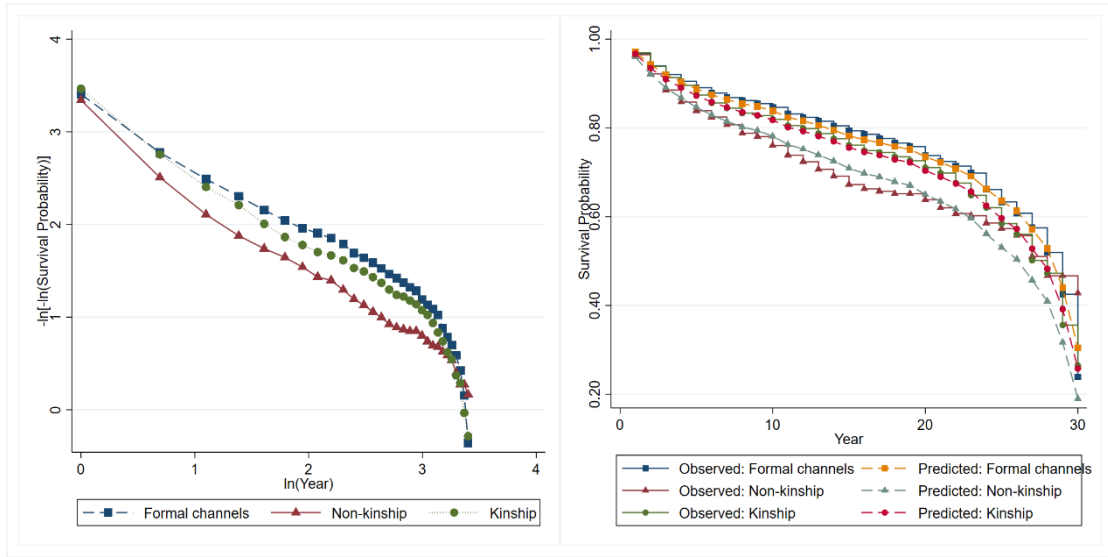 4
3
2
1
0
-ln[-ln(Survival Probability)]
0 1 2 3 4
ln(Year)
Formal channels Non-kinship Kinship
1.00
0.80
0.60
0.40
0.20
Survival Probability
0 10 20 30
Year
Observed: Formal channels Predicted: Formal channels
Observed: Non-kinship Predicted: Non-kinship
Observed: Kinship Predicted: Kinship